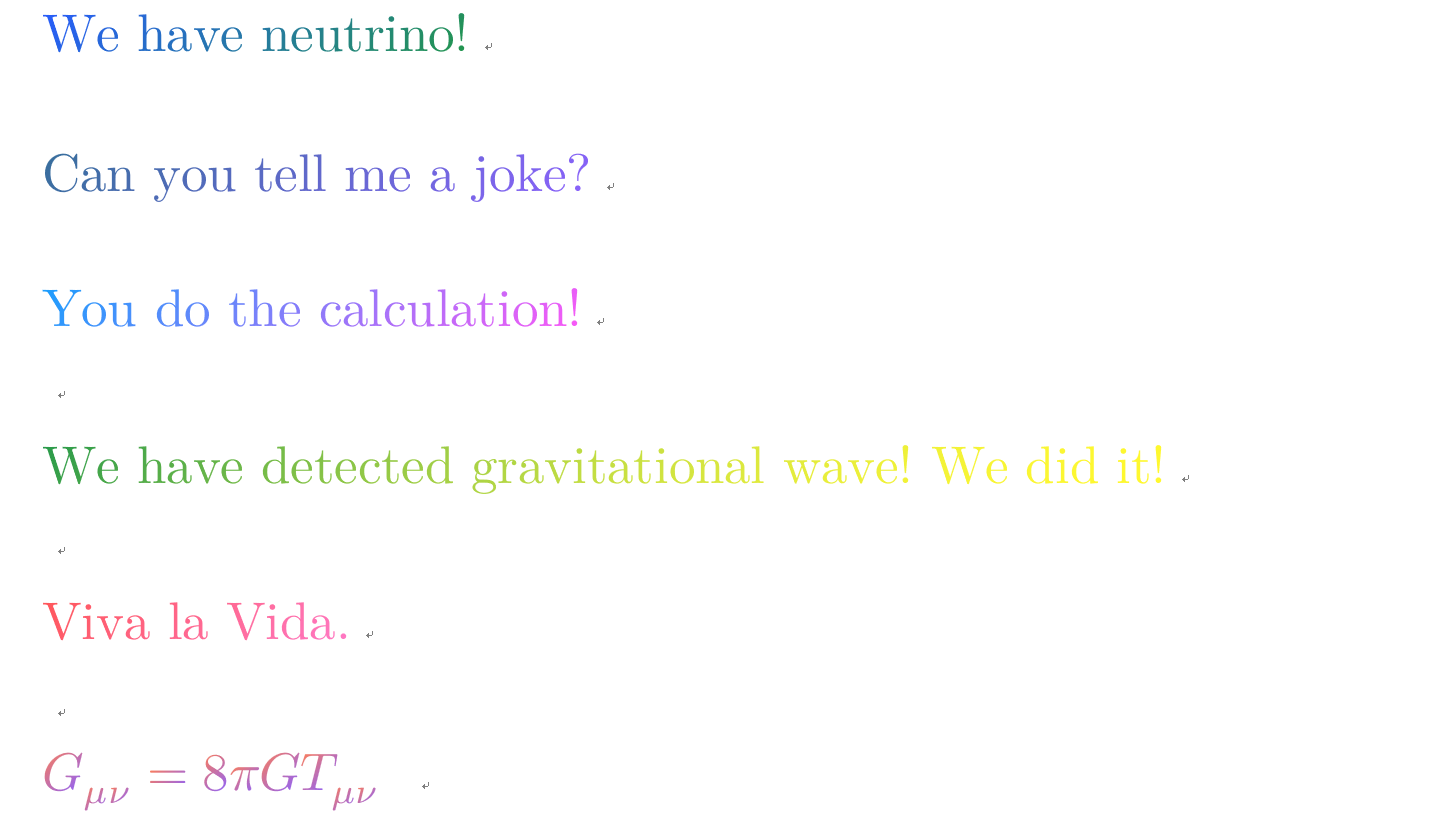 We have neutrino!
Can you tell me a joke?
You do the calculation!
We have detected gravitational wave! We did it!
Viva la Vida.
$G_{\mu\nu} = 8\pi G T_{\mu\nu}$